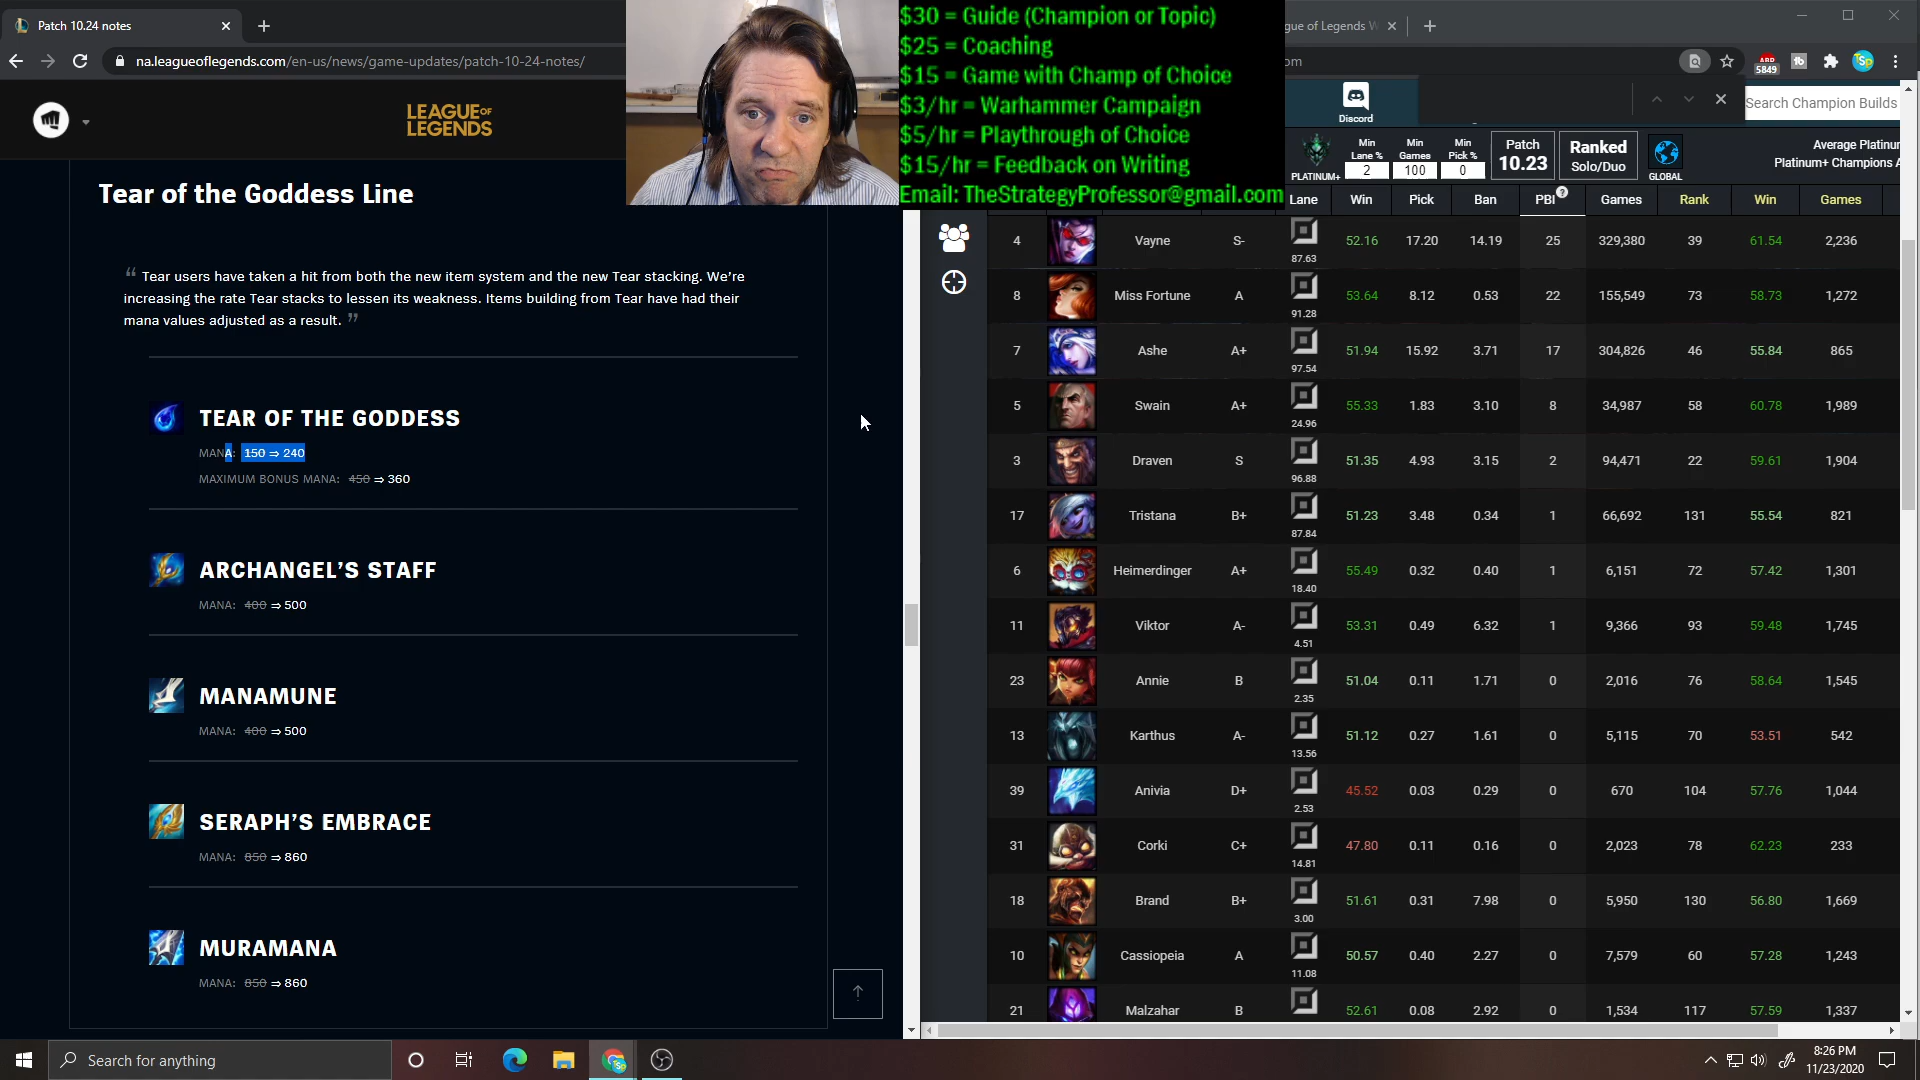 Patch 10.24 notes
na.leagueoflegends.com/en-us/news/game-updates/patch-10-24-notes/
LEAGUE OF
LEGENDS
Tear of the Goddess Line
“ Tear users have taken a hit from both the new item system and the new Tear stacking. We’re
increasing the rate Tear stacks to lessen its weakness. Items building from Tear have had their
mana values adjusted as a result. ”
TEAR OF THE GODDESS
MANA: 150 ⇒ 240
MAXIMUM BONUS MANA: 450 ⇒ 360
ARCHANGEL’S STAFF
MANA: 400 ⇒ 500
MANAMUNE
MANA: 400 ⇒ 500
SERAPH’S EMBRACE
MANA: 850 ⇒ 860
MURAMANA
MANA: 850 ⇒ 860
$30 = Guide (Champion or Topic)
$25 = Coaching
$15 = Game with Champ of Choice
$3/hr = Warhammer Campaign
$5/hr = Playthrough of Choice
$15/hr = Feedback on Writing
Email: TheStrategyProfessor@gmail.com
gue of Legends W
om
ABP
5849
Discord
Search Champion Builds
PLATINUM+
Min Lane % 2
Min Games 100
Min Pick % 0
Patch 10.23
Ranked Solo/Duo
GLOBAL
Average Platinum
Platinum+ Champions A
Lane Win Pick Ban PBI ? Games Rank Win Games
4 Vayne S- 87.63 52.16 17.20 14.19 25 329,380 39 61.54 2,236
8 Miss Fortune A 91.28 53.64 8.12 0.53 22 155,549 73 58.73 1,272
7 Ashe A+ 97.54 51.94 15.92 3.71 17 304,826 46 55.84 865
5 Swain A+ 24.96 55.33 1.83 3.10 8 34,987 58 60.78 1,989
3 Draven S 96.88 51.35 4.93 3.15 2 94,471 22 59.61 1,904
17 Tristana B+ 87.84 51.23 3.48 0.34 1 66,692 131 55.54 821
6 Heimerdinger A+ 18.40 55.49 0.32 0.40 1 6,151 72 57.42 1,301
11 Viktor A- 4.51 53.31 0.49 6.32 1 9,366 93 59.48 1,745
23 Annie B 2.35 51.04 0.11 1.71 0 2,016 76 58.64 1,545
13 Karthus A- 13.56 51.12 0.27 1.61 0 5,115 70 53.51 542
39 Anivia D+ 2.53 45.52 0.03 0.29 0 670 104 57.76 1,044
31 Corki C+ 14.81 47.80 0.11 0.16 0 2,023 78 62.23 233
18 Brand B+ 3.00 51.61 0.31 7.98 0 5,950 130 56.80 1,669
10 Cassiopeia A 11.08 50.57 0.40 2.27 0 7,579 60 57.28 1,243
21 Malzahar B 52.61 0.08 2.92 0 1,534 117 57.59 1,337
Search for anything
8:26 PM
11/23/2020